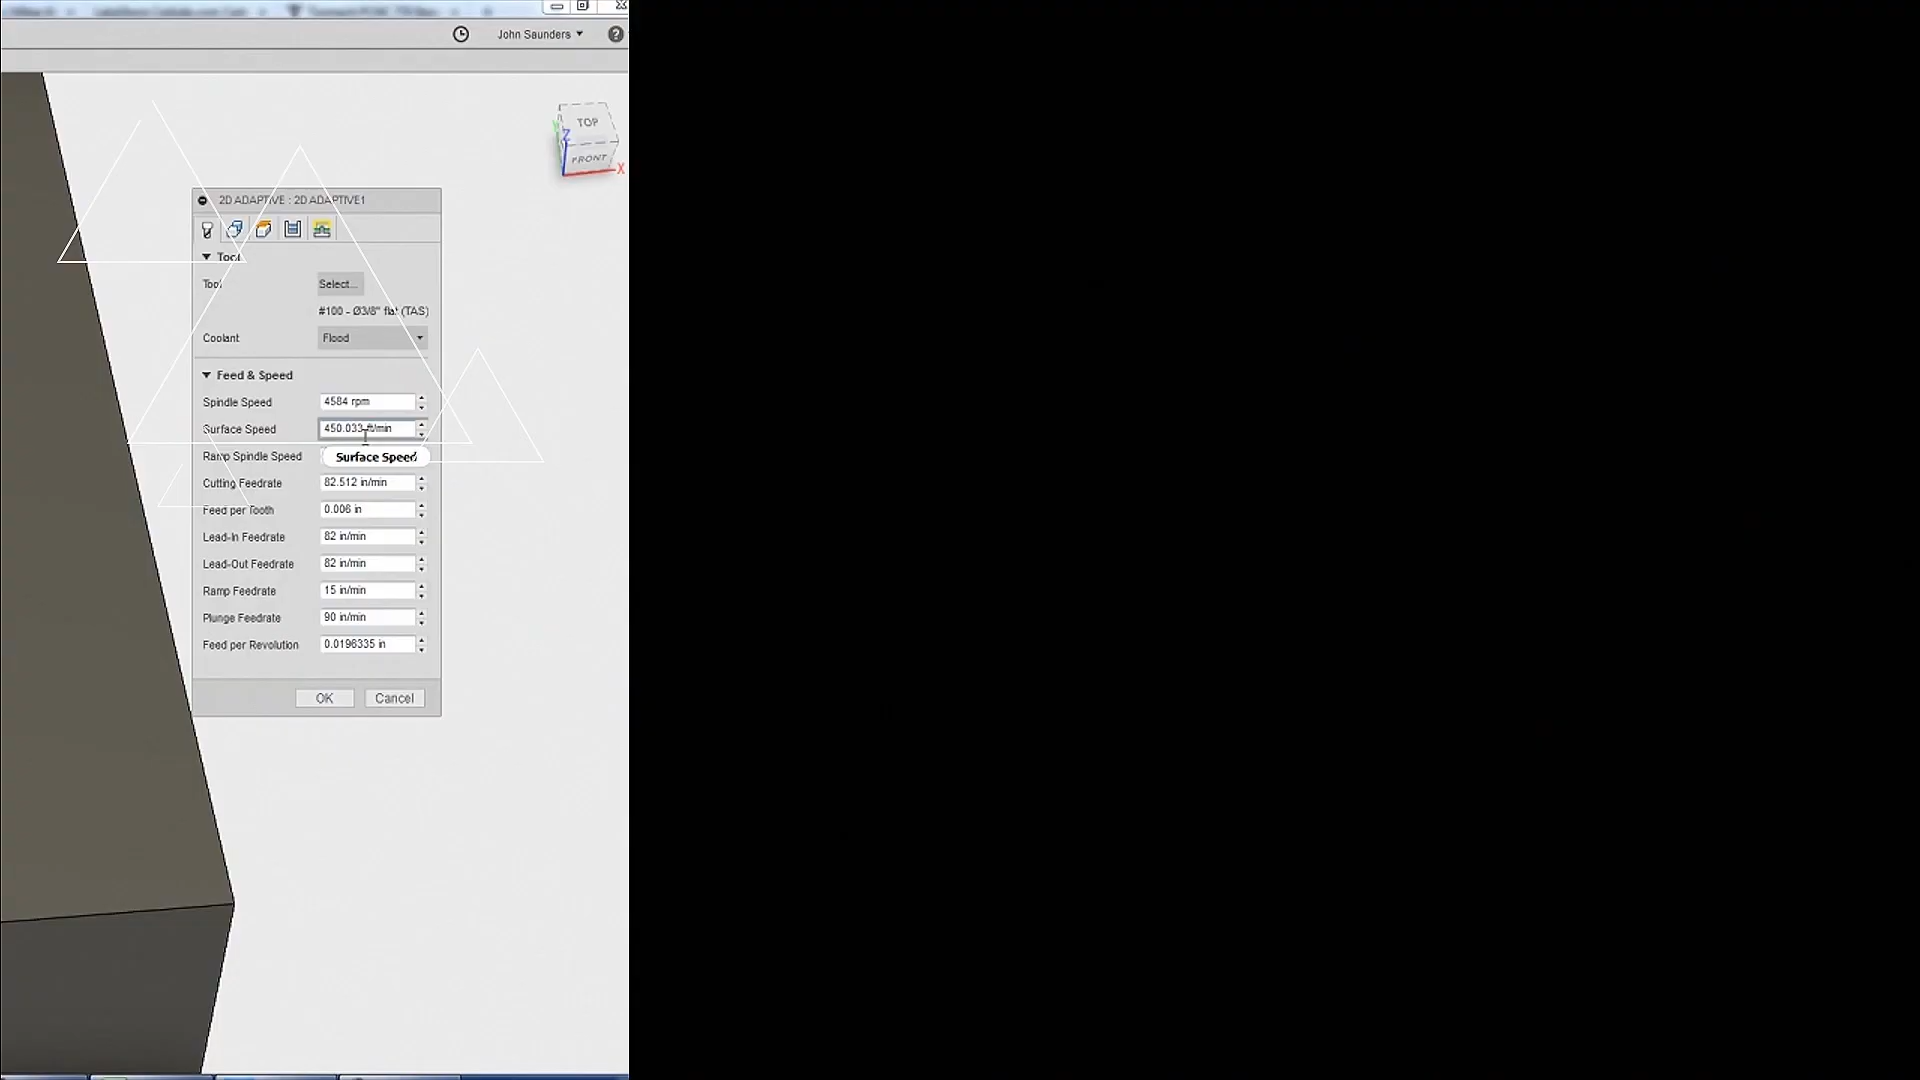 John Saunders
?
TOP
Z
FRONT
X
2D ADAPTIVE : 2D ADAPTIVE1
Tool
Tool
Select...
#100 - Ø3/8" flat (TAS)
Coolant
Flood
Feed & Speed
Spindle Speed
4584 rpm
Surface Speed
450.033 ft/min
Ramp Spindle Speed
Surface Speed
Cutting Feedrate
82.512 in/min
Feed per Tooth
0.006 in
Lead-In Feedrate
82 in/min
Lead-Out Feedrate
82 in/min
Ramp Feedrate
15 in/min
Plunge Feedrate
90 in/min
Feed per Revolution
0.0196335 in
OK
Cancel